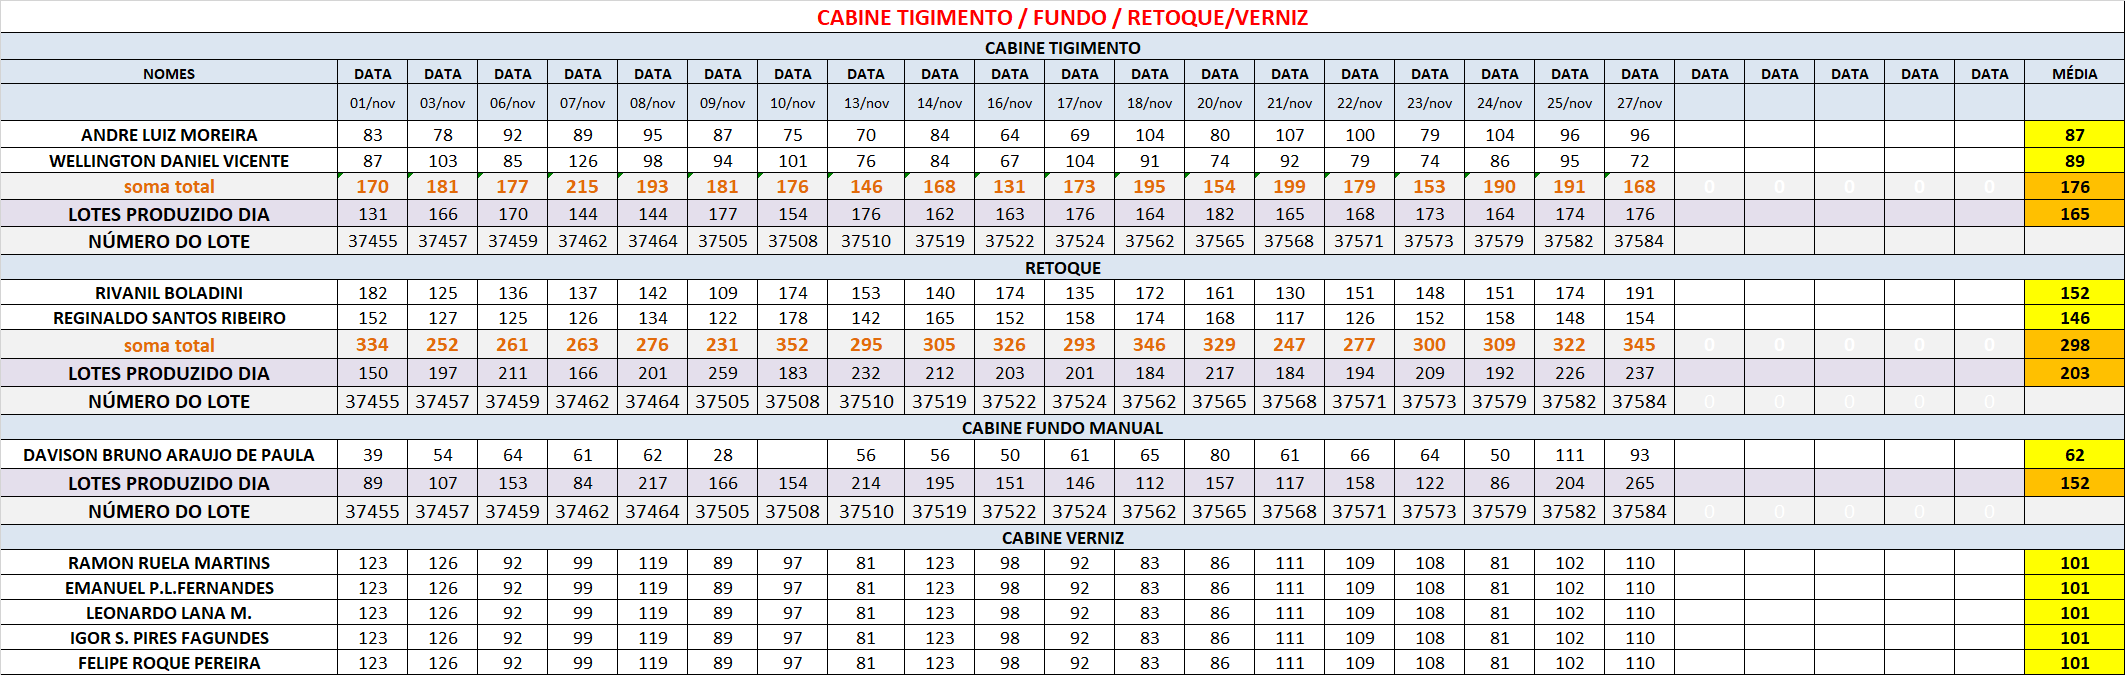 CABINE TIGIMENTO / FUNDO / RETOQUE/VERNIZ
CABINE TIGIMENTO
NOMES DATA DATA DATA DATA DATA DATA DATA DATA DATA DATA DATA DATA DATA DATA DATA DATA DATA DATA DATA DATA DATA DATA DATA DATA MÉDIA
01/nov 03/nov 06/nov 07/nov 08/nov 09/nov 10/nov 13/nov 14/nov 16/nov 17/nov 18/nov 20/nov 21/nov 22/nov 23/nov 24/nov 25/nov 27/nov
ANDRE LUIZ MOREIRA 83 78 92 89 95 87 75 70 84 64 69 104 80 107 100 79 104 96 96 87
WELLINGTON DANIEL VICENTE 87 103 85 126 98 94 101 76 84 67 104 91 74 92 79 74 86 95 72 89
soma total 170 181 177 215 193 181 176 146 168 131 173 195 154 199 179 153 190 191 168 0 0 0 0 0 176
LOTES PRODUZIDO DIA 131 166 170 144 144 177 154 176 162 163 176 164 182 165 168 173 164 174 176 165
NÚMERO DO LOTE 37455 37457 37459 37462 37464 37505 37508 37510 37519 37522 37524 37562 37565 37568 37571 37573 37579 37582 37584
RETOQUE
RIVANIL BOLADINI 182 125 136 137 142 109 174 153 140 174 135 172 161 130 151 148 151 174 191 152
REGINALDO SANTOS RIBEIRO 152 127 125 126 134 122 178 142 165 152 158 174 168 117 126 152 158 148 154 146
soma total 334 252 261 263 276 231 352 295 305 326 293 346 329 247 277 300 309 322 345 0 0 0 0 0 298
LOTES PRODUZIDO DIA 150 197 211 166 201 259 183 232 212 203 201 184 217 184 194 209 192 226 237 203
NÚMERO DO LOTE 37455 37457 37459 37462 37464 37505 37508 37510 37519 37522 37524 37562 37565 37568 37571 37573 37579 37582 37584 0 0 0 0 0
CABINE FUNDO MANUAL
DAVISON BRUNO ARAUJO DE PAULA 39 54 64 61 62 28 56 56 50 61 65 80 61 66 64 50 111 93 62
LOTES PRODUZIDO DIA 89 107 153 84 217 166 154 214 195 151 146 112 157 117 158 122 86 204 265 152
NÚMERO DO LOTE 37455 37457 37459 37462 37464 37505 37508 37510 37519 37522 37524 37562 37565 37568 37571 37573 37579 37582 37584 0 0 0 0 0
CABINE VERNIZ
RAMON RUELA MARTINS 123 126 92 99 119 89 97 81 123 98 92 83 86 111 109 108 81 102 110 101
EMANUEL P.L.FERNANDES 123 126 92 99 119 89 97 81 123 98 92 83 86 111 109 108 81 102 110 101
LEONARDO LANA M. 123 126 92 99 119 89 97 81 123 98 92 83 86 111 109 108 81 102 110 101
IGOR S. PIRES FAGUNDES 123 126 92 99 119 89 97 81 123 98 92 83 86 111 109 108 81 102 110 101
FELIPE ROQUE PEREIRA 123 126 92 99 119 89 97 81 123 98 92 83 86 111 109 108 81 102 110 101